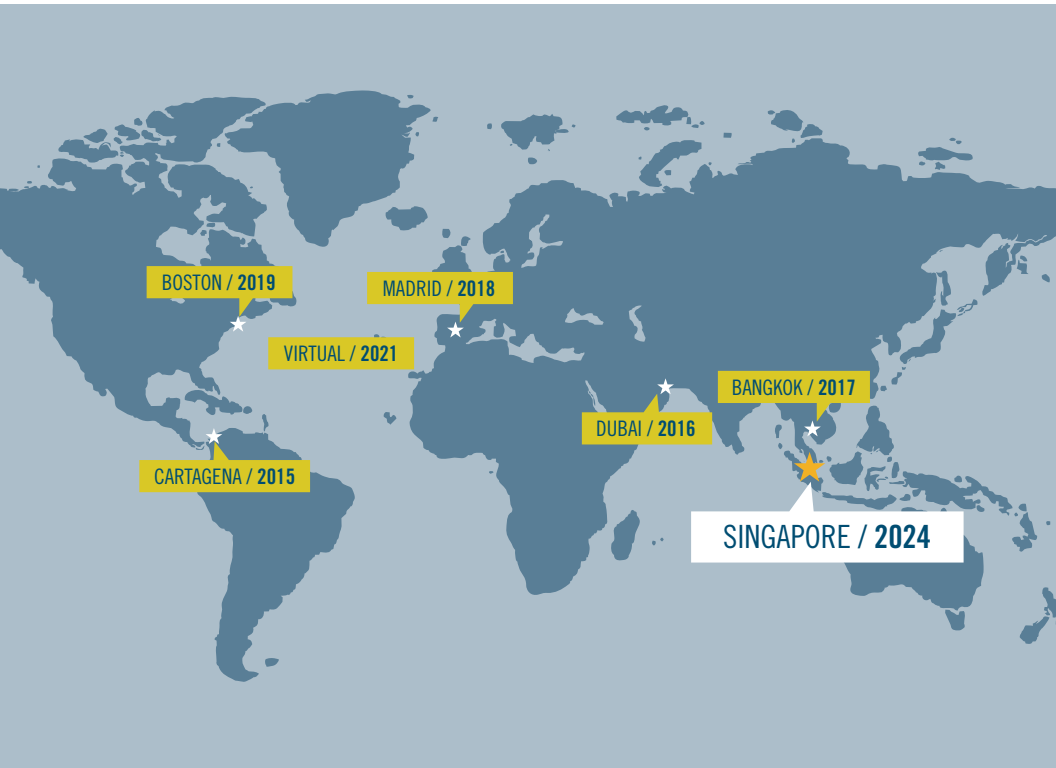 BOSTON / 2019
MADRID / 2018
VIRTUAL / 2021
BANGKOK / 2017
DUBAI / 2016
CARTAGENA / 2015
SINGAPORE / 2024